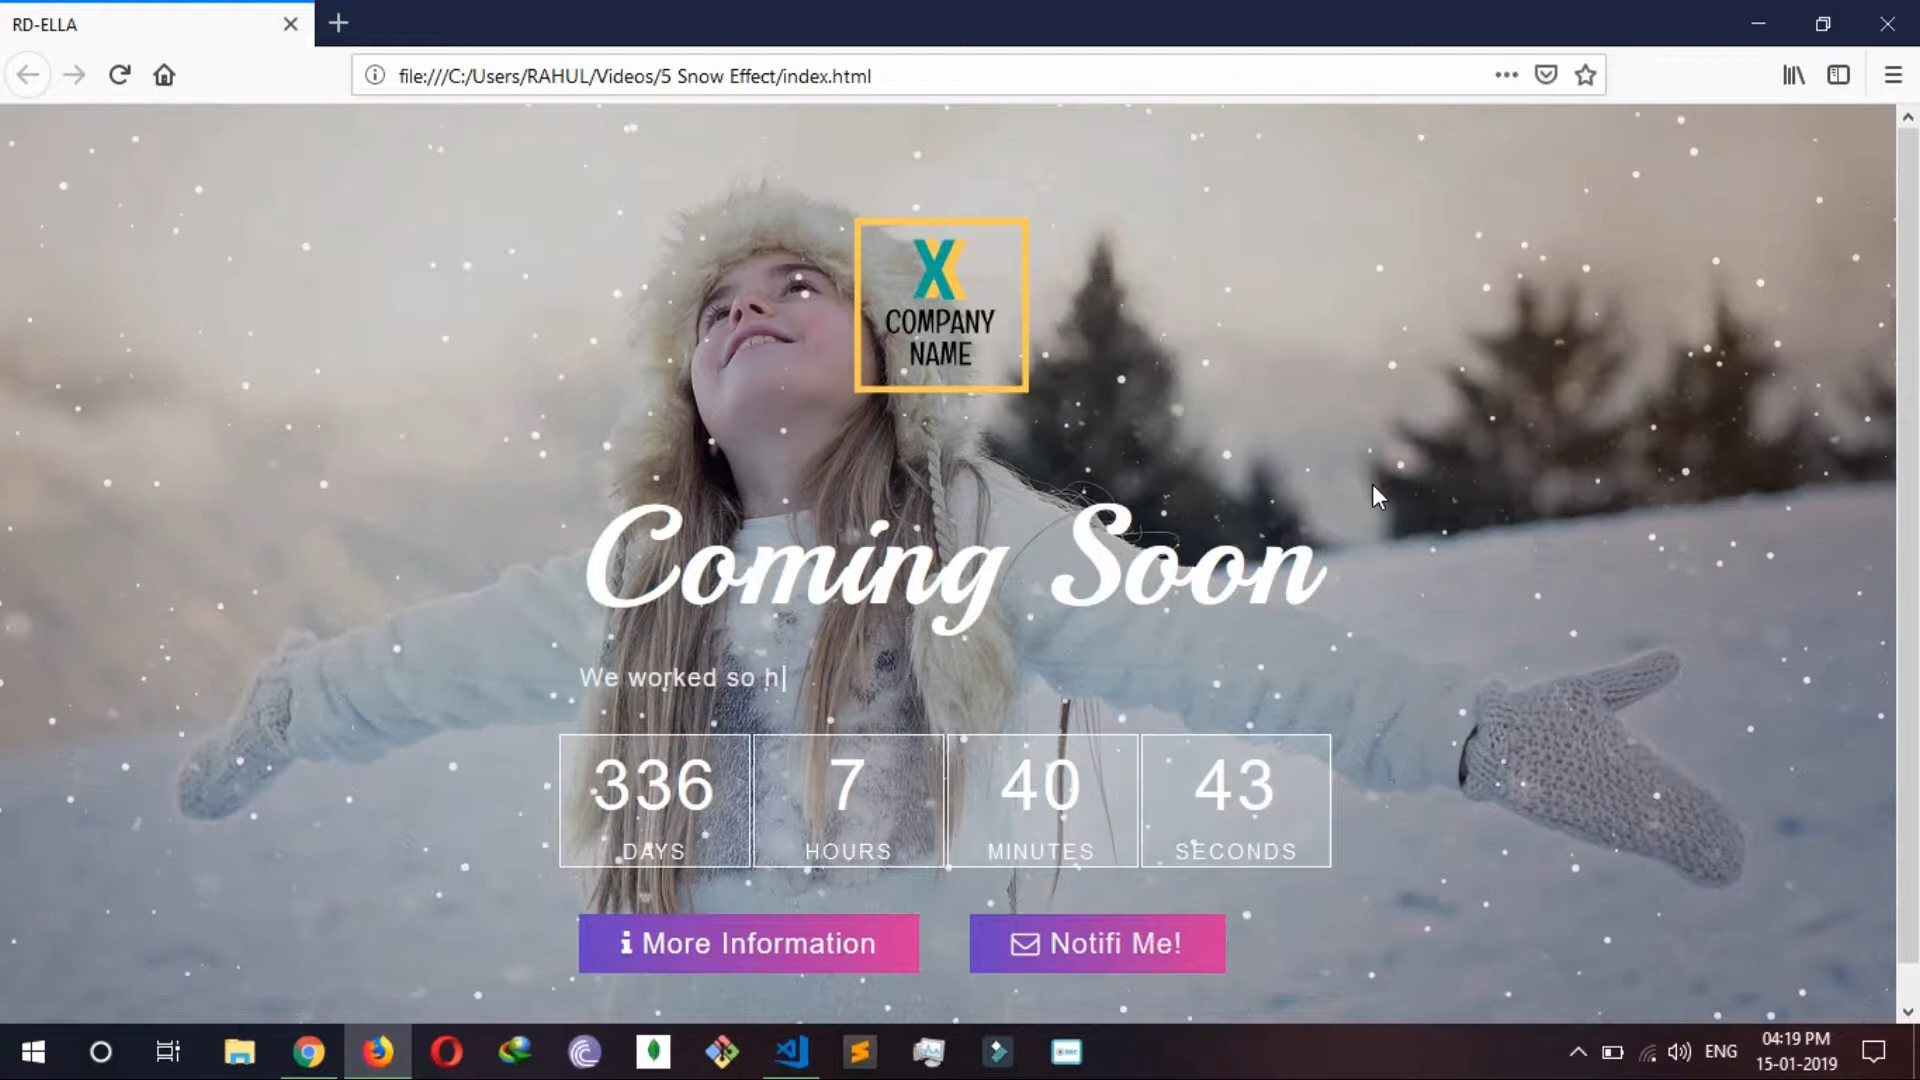 RD-ELLA
file:///C:/Users/RAHUL/Videos/5 Snow Effect/index.html
X
COMPANY
NAME
Coming Soon
We worked so h|
336 7 40 43
DAYS HOURS MINUTES SECONDS
More Information Notifi Me!
ENG
04:19 PM
15-01-2019